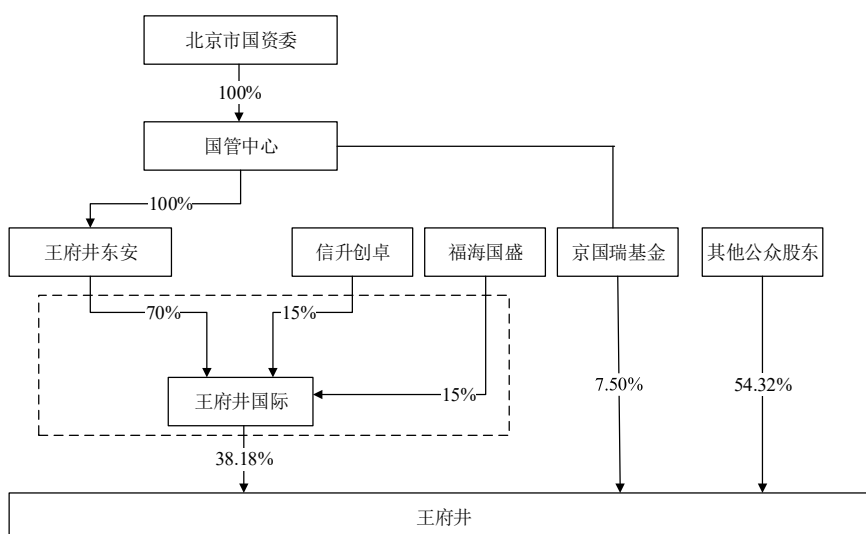 北京市国资委
100%
国管中心
100%
王府井东安
信升创卓
福海国盛
京国瑞基金
其他公众股东
70%
15%
王府井国际
15%
7.50%
54.32%
38.18%
王府井